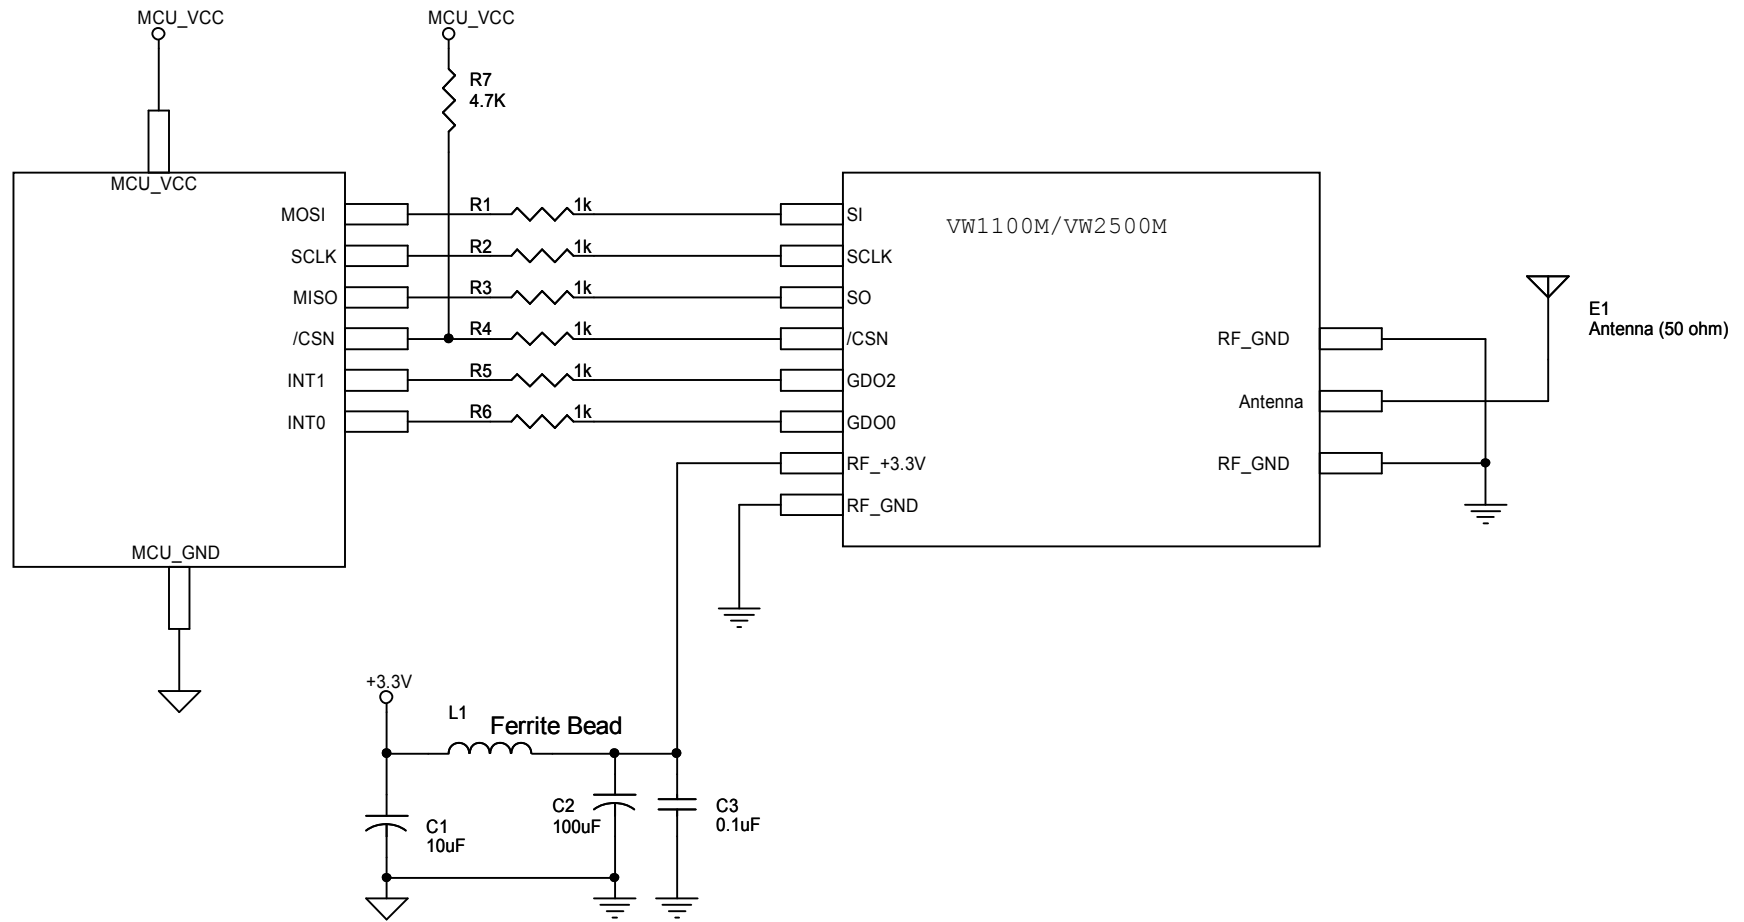 MCU_VCC
MCU_VCC
R7
4.7K
MCU_VCC
MOSI
R1
1k
SI
VW1100M/VW2500M
SCLK
R2
1k
SCLK
MISO
R3
1k
SO
/CSN
R4
1k
/CSN
RF_GND
E1
Antenna (50 ohm)
INT1
R5
1k
GDO2
Antenna
INT0
R6
1k
GDO0
RF_+3.3V
RF_GND
RF_GND
MCU_GND
+3.3V
L1
Ferrite Bead
C1
10uF
C2
100uF
C3
0.1uF